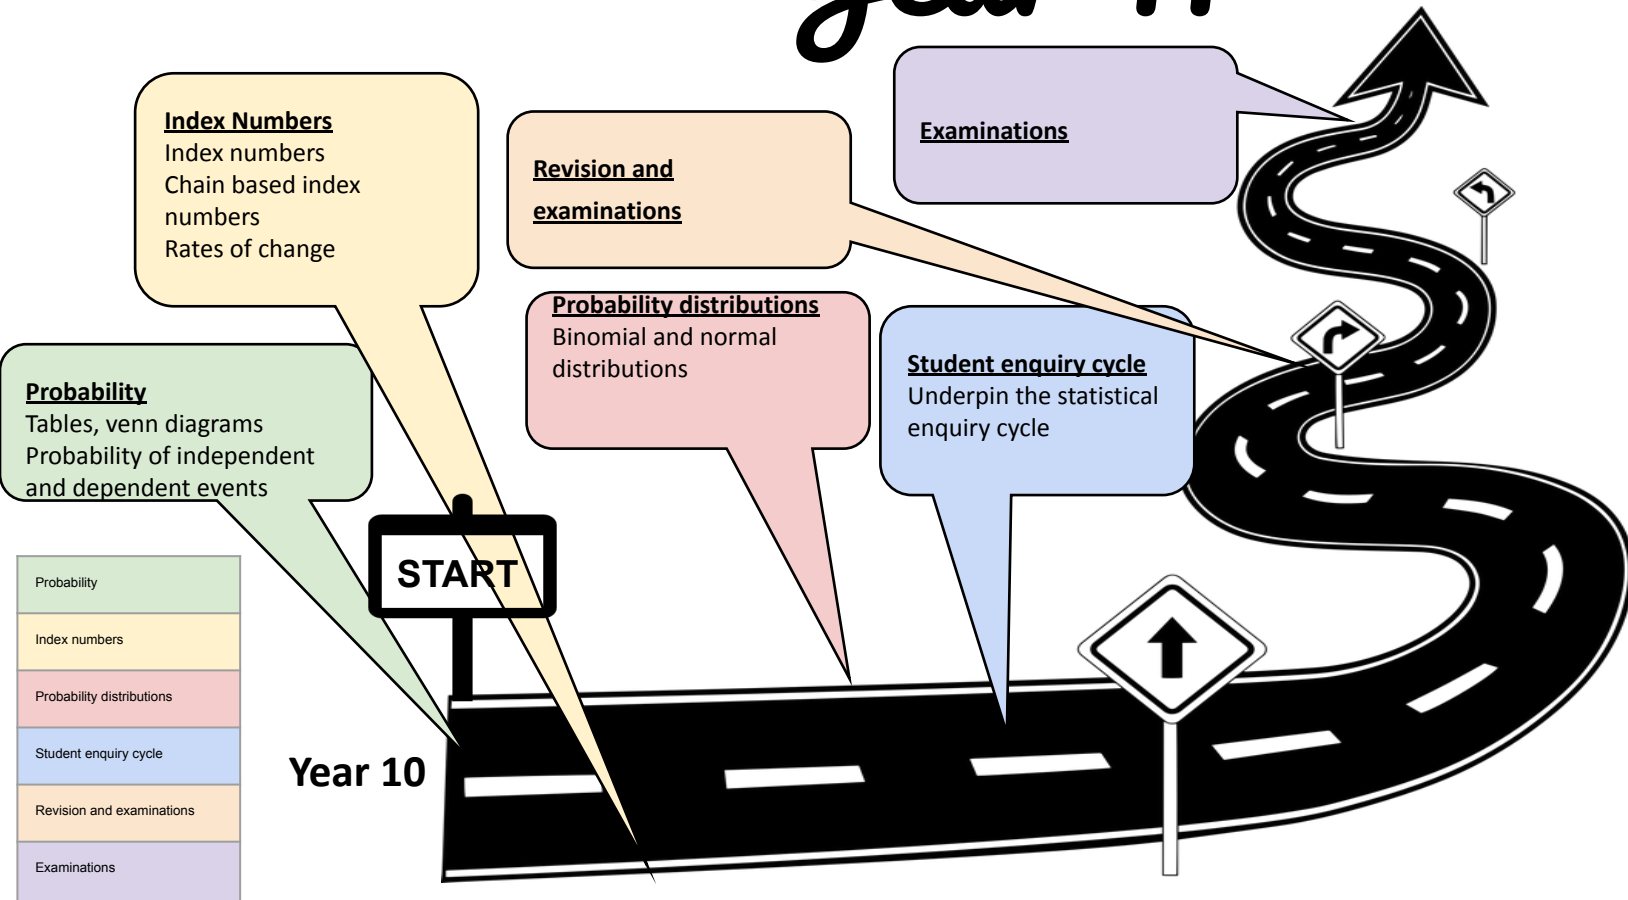 year 11
Index Numbers
Index numbers
Chain based index
numbers
Rates of change
Revision and
examinations
Examinations
Probability
Tables, venn diagrams
Probability of independent
and dependent events
Probability distributions
Binomial and normal
distributions
Student enquiry cycle
Underpin the statistical
enquiry cycle
START
Year 10
Probability
Index numbers
Probability distributions
Student enquiry cycle
Revision and examinations
Examinations